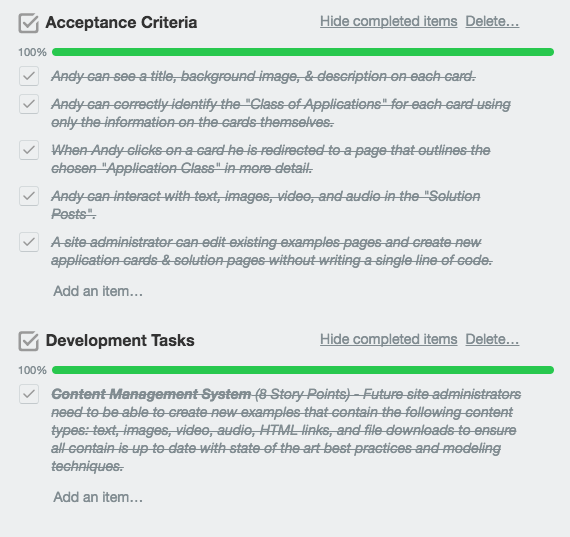 Acceptance Criteria Hide completed items Delete…
100%
Andy can see a title, background image, & description on each card.
Andy can correctly identify the "Class of Applications" for each card using
only the information on the cards themselves.
When Andy clicks on a card he is redirected to a page that outlines the
chosen "Application Class" in more detail.
Andy can interact with text, images, video, and audio in the "Solution
Posts".
A site administrator can edit existing examples pages and create new
application cards & solution pages without writing a single line of code.
Add an item…
Development Tasks Hide completed items Delete…
100%
Content Management System (8 Story Points) - Future site administrators
need to be able to create new examples that contain the following content
types: text, images, video, audio, HTML links, and file downloads to ensure
all contain is up to date with state of the art best practices and modeling
techniques.
Add an item…